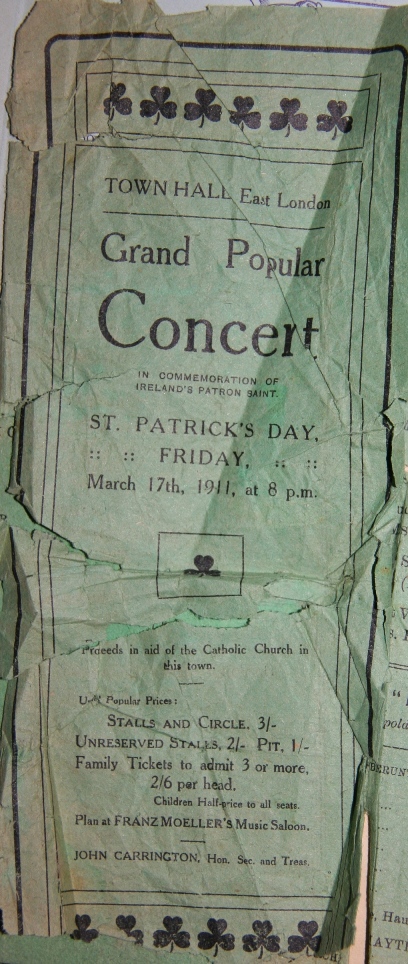 TOWN HALL East London
Grand Popular
Concert
IN COMMEMORATION OF
IRELAND'S PATRON SAINT.
ST. PATRICK'S DAY,
:: :: FRIDAY, :: ::
March 17th, 1911, at 8 p.m.
Proceeds in aid of the Catholic Church in
this town.
Usual Popular Prices:
STALLS AND CIRCLE, 3/-
UNRESERVED STALLS, 2/- PIT, 1/-
Family Tickets to admit 3 or more,
2/6 per head.
Children Half-price to all seats.
Plan at FRANZ MOELLER'S Music Saloon.
JOHN CARRINGTON, Hon. Sec. and Treas.